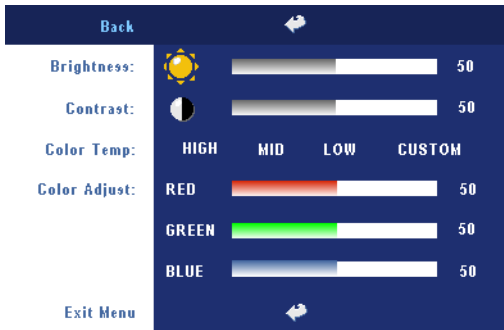 Back
Brightness: 50
Contrast: 50
Color Temp: HIGH MID LOW CUSTOM
Color Adjust: RED 50
GREEN 50
BLUE 50
Exit Menu